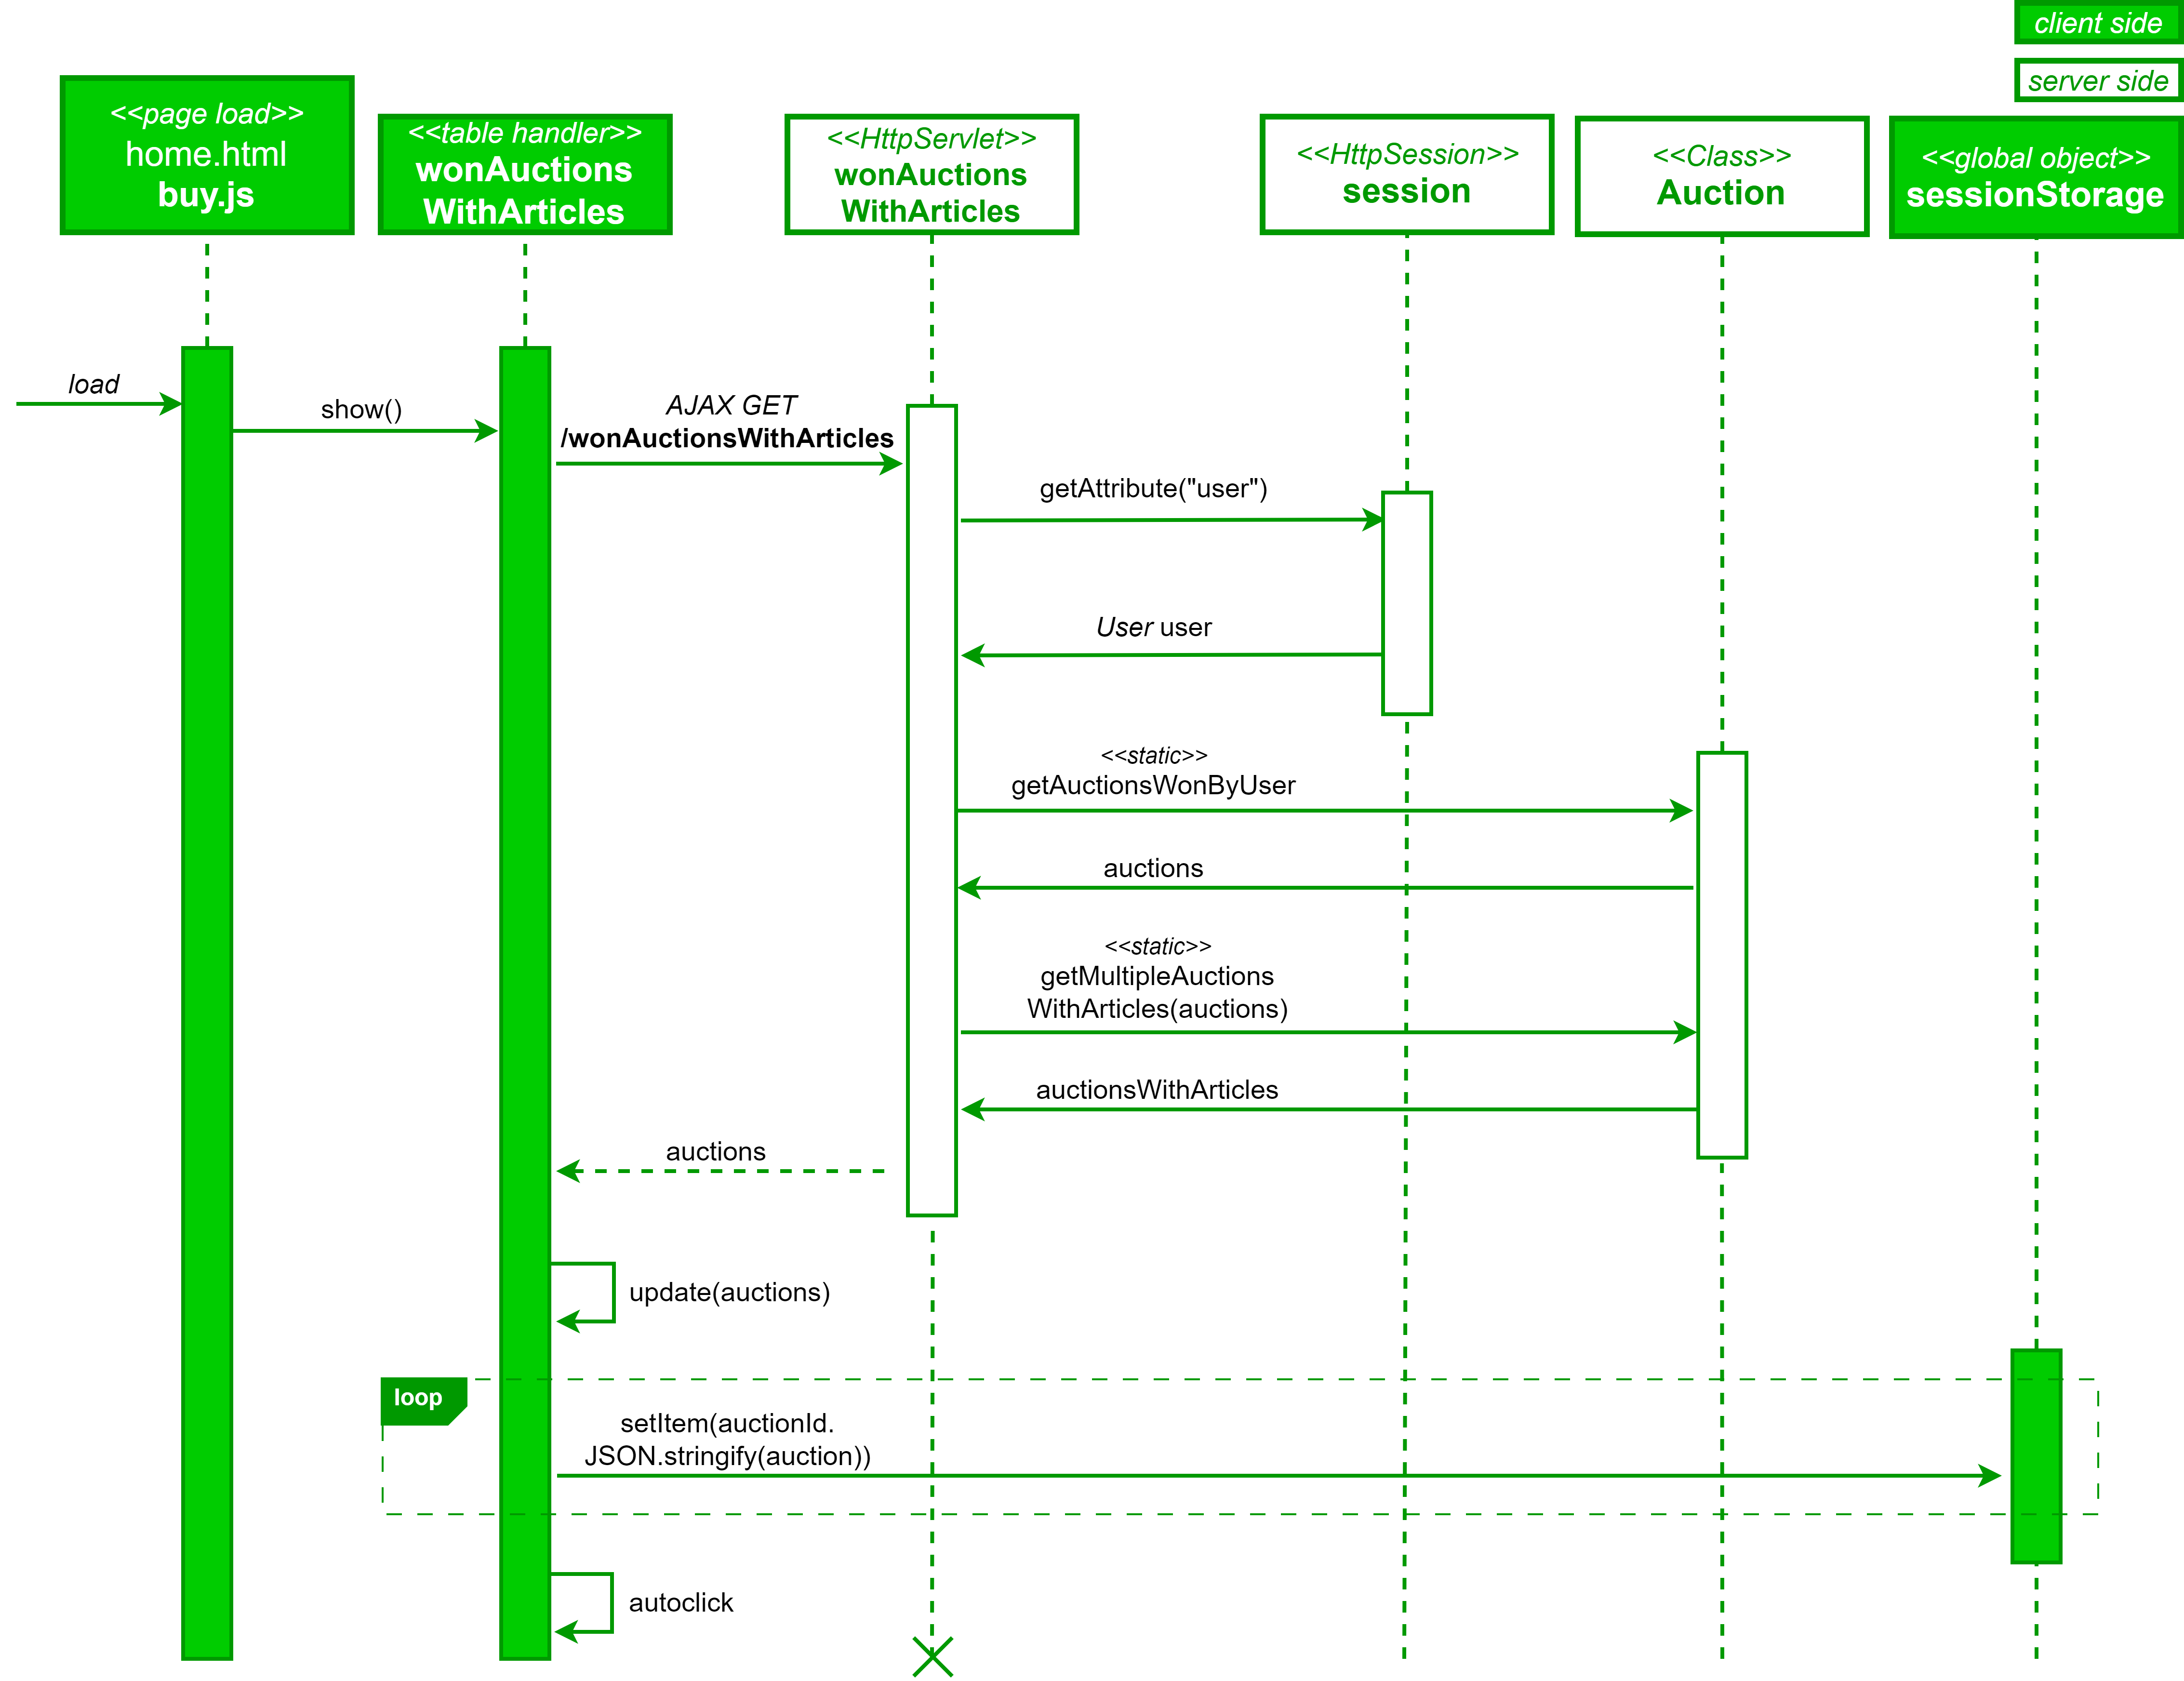 client side
server side
<<page load>>
home.html
buy.js
<<table handler>>
wonAuctions
WithArticles
<<HttpServlet>>
wonAuctions
WithArticles
<<HttpSession>>
session
<<Class>>
Auction
<<global object>>
sessionStorage
load
show()
AJAX GET
/wonAuctionsWithArticles
getAttribute("user")
User user
<<static>>
getAuctionsWonByUser
auctions
<<static>>
getMultipleAuctions
WithArticles(auctions)
auctionsWithArticles
auctions
update(auctions)
loop
setItem(auctionId.
JSON.stringify(auction))
autoclick